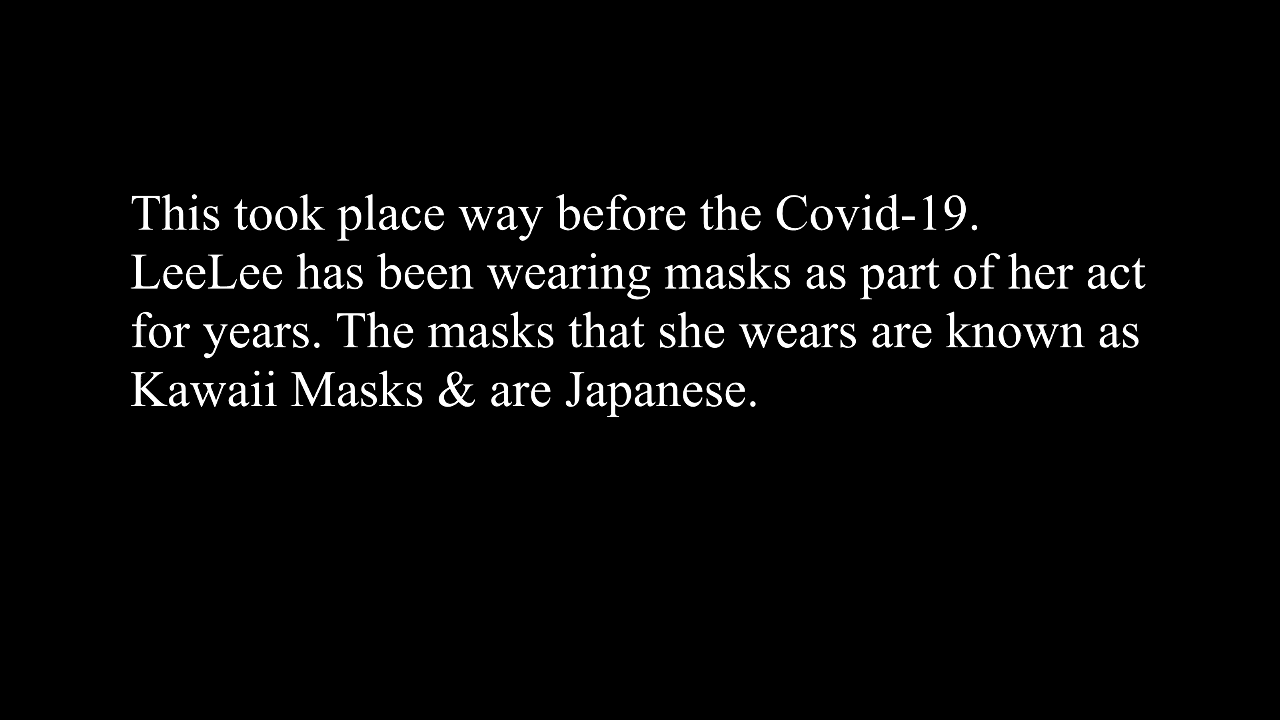 This took place way before the Covid-19.
LeeLee has been wearing masks as part of her act
for years. The masks that she wears are known as
Kawaii Masks & are Japanese.